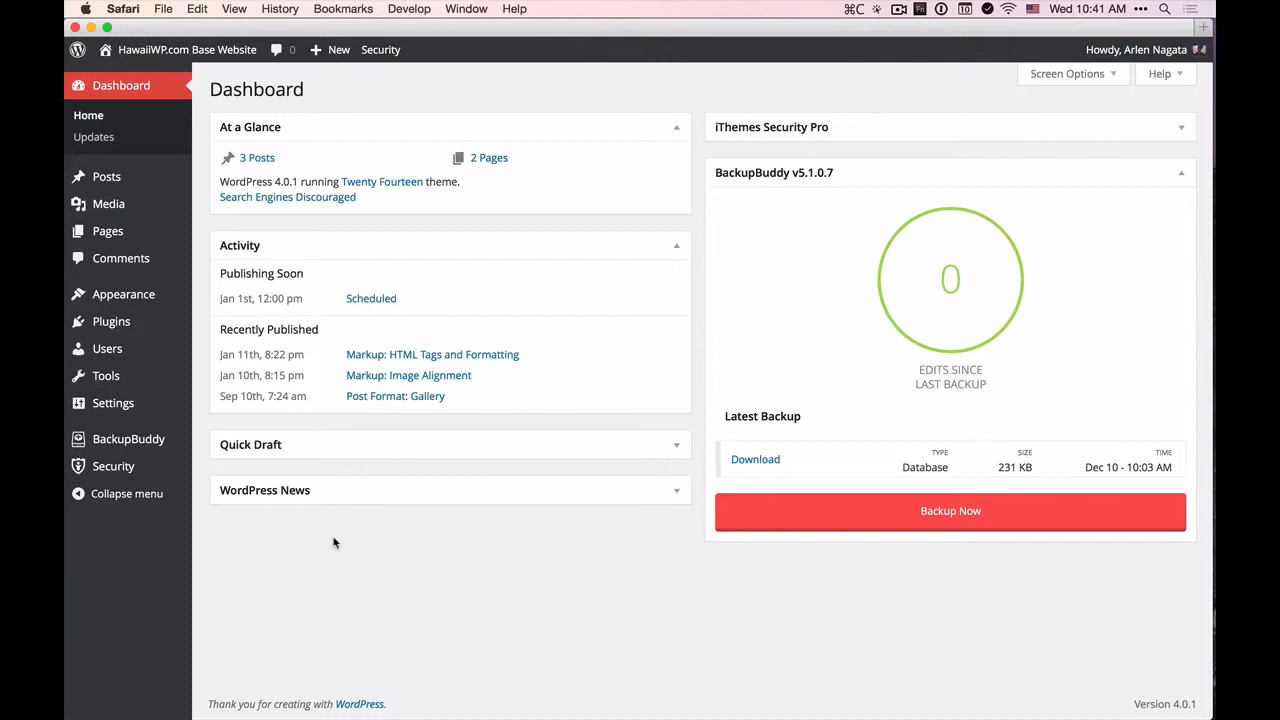 Safari File Edit View History Bookmarks Develop Window Help
Wed 10:41 AM
HawaiiWP.com Base Website 0 New Security
Howdy, Arlen Nagata
Dashboard
Home
Updates
Posts
Media
Pages
Comments
Appearance
Plugins
Users
Tools
Settings
BackupBuddy
Security
Collapse menu
Screen Options
Help
Dashboard
At a Glance
3 Posts
2 Pages
WordPress 4.0.1 running Twenty Fourteen theme.
Search Engines Discouraged
Activity
Publishing Soon
Jan 1st, 12:00 pm Scheduled
Recently Published
Jan 11th, 8:22 pm Markup: HTML Tags and Formatting
Jan 10th, 8:15 pm Markup: Image Alignment
Sep 10th, 7:24 am Post Format: Gallery
Quick Draft
WordPress News
iThemes Security Pro
BackupBuddy v5.1.0.7
0
EDITS SINCE
LAST BACKUP
Latest Backup
TYPE SIZE TIME
Download Database 231 KB Dec 10 - 10:03 AM
Backup Now
Thank you for creating with WordPress.
Version 4.0.1